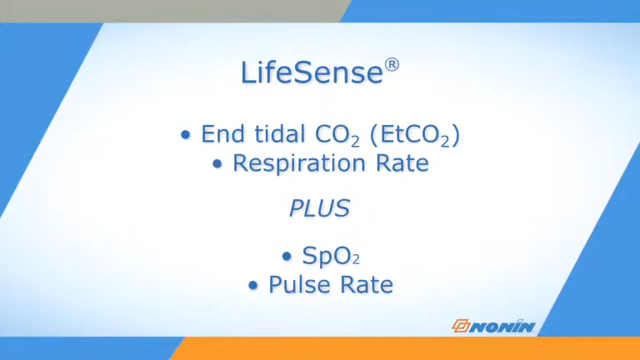 LifeSense®
• End tidal CO₂ (EtCO₂)
• Respiration Rate
PLUS
• SpO₂
• Pulse Rate
NONIN